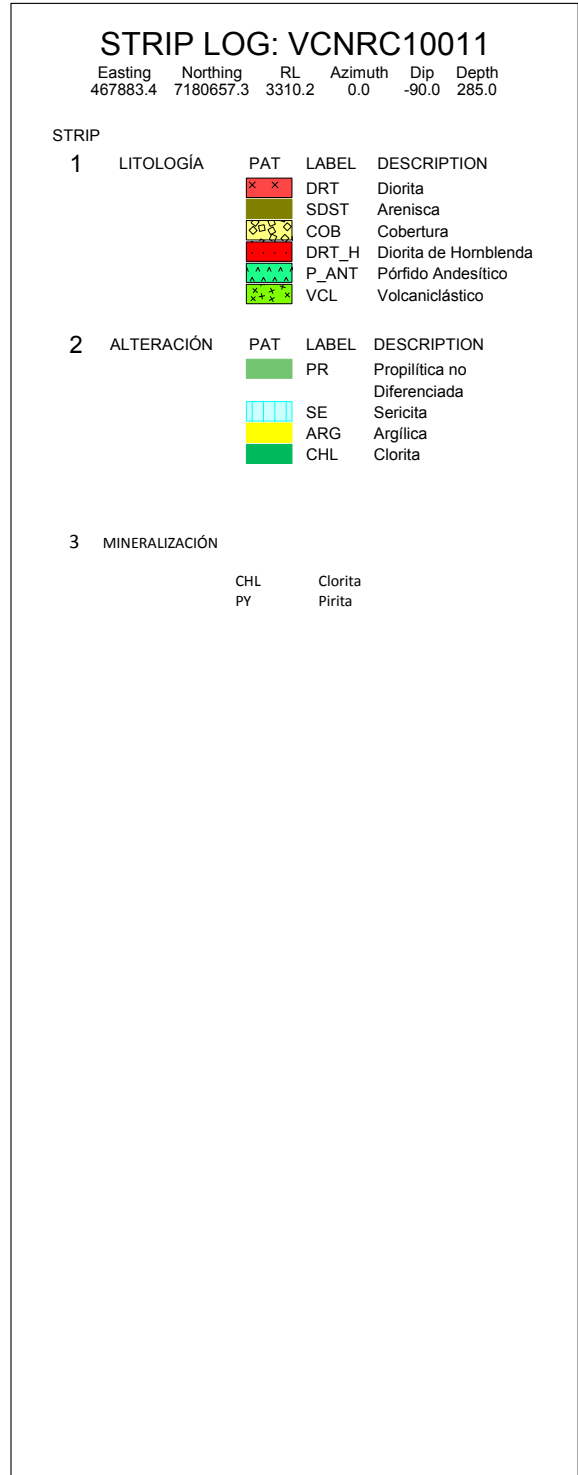 STRIP LOG: VCNRC10011
Easting Northing RL Azimuth Dip Depth
467883.4 7180657.3 3310.2 0.0 -90.0 285.0
STRIP
1 LITOLOGÍA PAT LABEL DESCRIPTION
DRT Diorita
SDST Arenisca
COB Cobertura
DRT_H Diorita de Hornblenda
P_ANT Pórfido Andesítico
VCL Volcaniclástico
2 ALTERACIÓN PAT LABEL DESCRIPTION
PR Propilítica no
Diferenciada
SE Sericita
ARG Argílica
CHL Clorita
3 MINERALIZACIÓN
CHL Clorita
PY Pirita